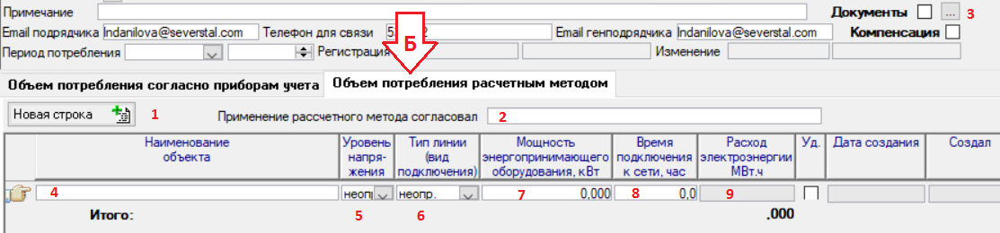 Примечание Документы ... 3
Email подрядчика lndanilova@severstal.com Телефон для связи 5 2 Email генподрядчика lndanilova@severstal.com Компенсация
Б
Период потребления Регистрация Изменение
Объем потребления согласно приборам учета Объем потребления расчетным методом
Новая строка 1 Применение рассчетного метода согласовал 2
Наименование объекта Уровень напря-жения Тип линии (вид подключения) Мощность энергопринимающего оборудования, кВт Время подключения к сети, час Расход электроэнергии МВт.ч Уд. Дата создания Создал
4 неопр неопр. 7 0,000 8 0,0 9
5 6
Итого: .000